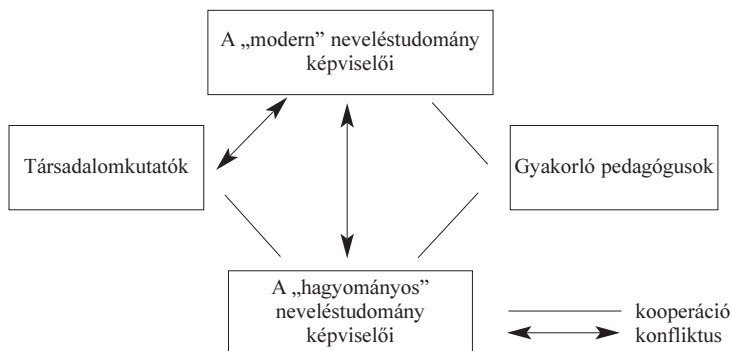 A „modern” neveléstudomány
képviselői
Társadalomkutatók
Gyakorló pedagógusok
A „hagyományos”
neveléstudomány
képviselői
kooperáció
konfliktus